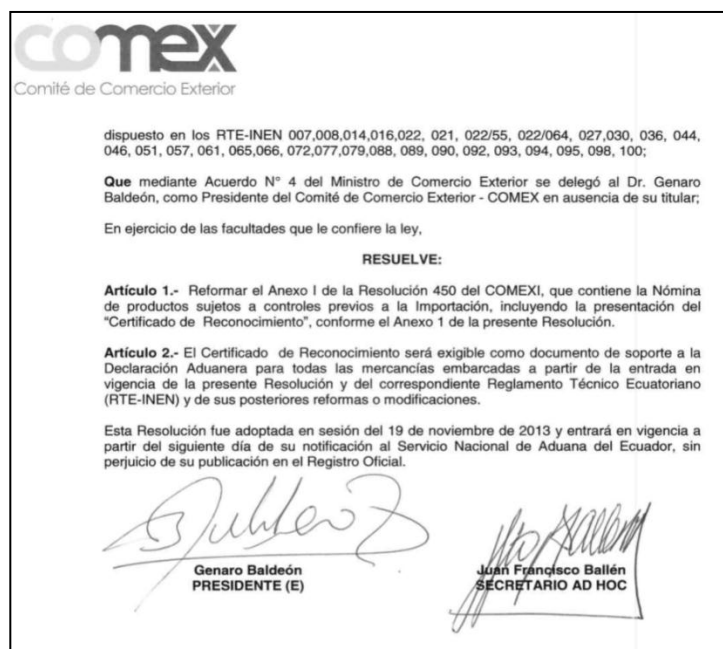 comex
Comité de Comercio Exterior
dispuesto en los RTE-INEN 007,008,014,016,022, 021, 022/55, 022/064, 027,030, 036, 044,
046, 051, 057, 061, 065,066, 072,077,079,088, 089, 090, 092, 093, 094, 095, 098, 100;
Que mediante Acuerdo N° 4 del Ministro de Comercio Exterior se delegó al Dr. Genaro
Baldeón, como Presidente del Comité de Comercio Exterior - COMEX en ausencia de su titular;
En ejercicio de las facultades que le confiere la ley,
RESUELVE:
Artículo 1.- Reformar el Anexo I de la Resolución 450 del COMEXI, que contiene la Nómina
de productos sujetos a controles previos a la Importación, incluyendo la presentación del
"Certificado de Reconocimiento", conforme el Anexo 1 de la presente Resolución.
Artículo 2.- El Certificado de Reconocimiento será exigible como documento de soporte a la
Declaración Aduanera para todas las mercancías embarcadas a partir de la entrada en
vigencia de la presente Resolución y del correspondiente Reglamento Técnico Ecuatoriano
(RTE-INEN) y de sus posteriores reformas o modificaciones.
Esta Resolución fue adoptada en sesión del 19 de noviembre de 2013 y entrará en vigencia a
partir del siguiente día de su notificación al Servicio Nacional de Aduana del Ecuador, sin
perjuicio de su publicación en el Registro Oficial.
Genaro Baldeón
PRESIDENTE (E)
Juan Francisco Ballén
SECRETARIO AD HOC